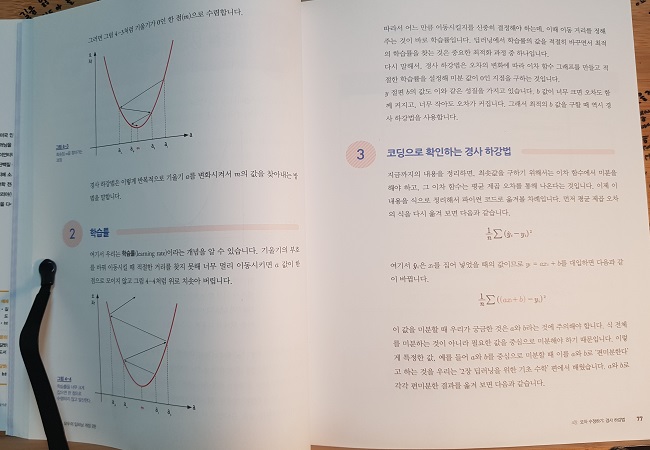 그러면 그림 4-3처럼 기울기가 0인 한 점(m)으로 수렴합니다.
오차
a
그림 4-3
경사 하강법은 이렇게 반복적으로 기울기 a를 변화시켜서 m의 값을 찾아내는 방
법을 말합니다.
2 학습률
여기서 우리는 학습률(learning rate)이라는 개념을 알 수 있습니다. 기울기의 부호
를 바꿔 이동시킬 때 적절한 거리를 찾지 못해 너무 멀리 이동시키면 a 값이 한
점으로 모이지 않고 그림 4-4처럼 위로 치솟아 버립니다.
오차
a
그림 4-4
따라서 어느 만큼 이동시킬지를 신중히 결정해야 하는데, 이때 이동 거리를 정해
주는 것이 바로 학습률입니다. 딥러닝에서 학습률의 값을 적절히 바꾸면서 최적
의 학습률을 찾는 것은 중요한 최적화 과정 중 하나입니다.
다시 말해서, 경사 하강법은 오차의 변화에 따라 이차 함수 그래프를 만들고 적
절한 학습률을 설정해 미분 값이 0인 지점을 구하는 것입니다.
y 절편 b의 값도 이와 같은 성질을 가지고 있습니다. b 값이 너무 크면 오차도 함
께 커지고, 너무 작아도 오차가 커집니다. 그래서 최적의 b 값을 구할 때 역시 경
사 하강법을 사용합니다.
3 코딩으로 확인하는 경사 하강법
지금까지의 내용을 정리하면, 최솟값을 구하기 위해서는 이차 함수에서 미분을
해야 하고, 그 이차 함수는 평균 제곱 오차를 통해 나온다는 것입니다. 이제 이
내용을 식으로 정리해서 파이썬 코드로 옮겨볼 차례입니다. 먼저 평균 제곱 오차
의 식을 다시 옮겨 보면 다음과 같습니다.
1/n ∑ (ŷᵢ - yᵢ)²
여기서 ŷᵢ는 xᵢ를 집어 넣었을 때의 값이므로 yᵢ = axᵢ + b를 대입하면 다음과 같
이 바뀝니다.
1/n ∑ ((axᵢ + b) - yᵢ)²
이 값을 미분할 때 우리가 궁금한 것은 a와 b라는 것에 주의해야 합니다. 식 전체
를 미분하는 것이 아니라 필요한 값을 중심으로 미분해야 하기 때문입니다. 이렇
게 특정한 값, 예를 들어 a와 b를 중심으로 미분할 때 이를 a와 b로 '편미분한다'
고 하는 것을 우리는 '2장 딥러닝을 위한 기초 수학' 편에서 배웠습니다. a와 b로
각각 편미분한 결과를 옮겨 보면 다음과 같습니다.
오차 수정하기: 경사 하강법 77